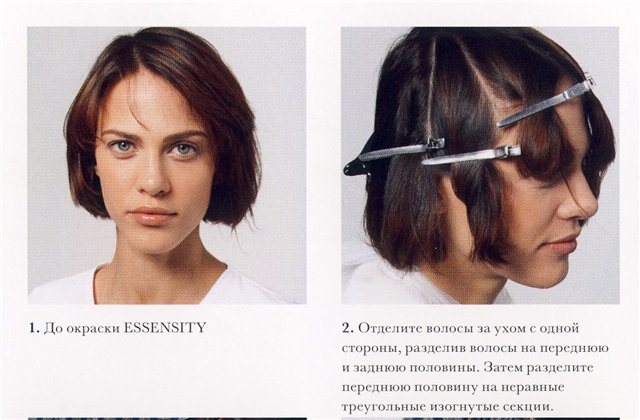 1. До окраски ESSENSITY
2. Отделите волосы за ухом с одной
стороны, разделив волосы на переднюю
и заднюю половины. Затем разделите
переднюю половину на неравные
треугольные изогнутые секции.